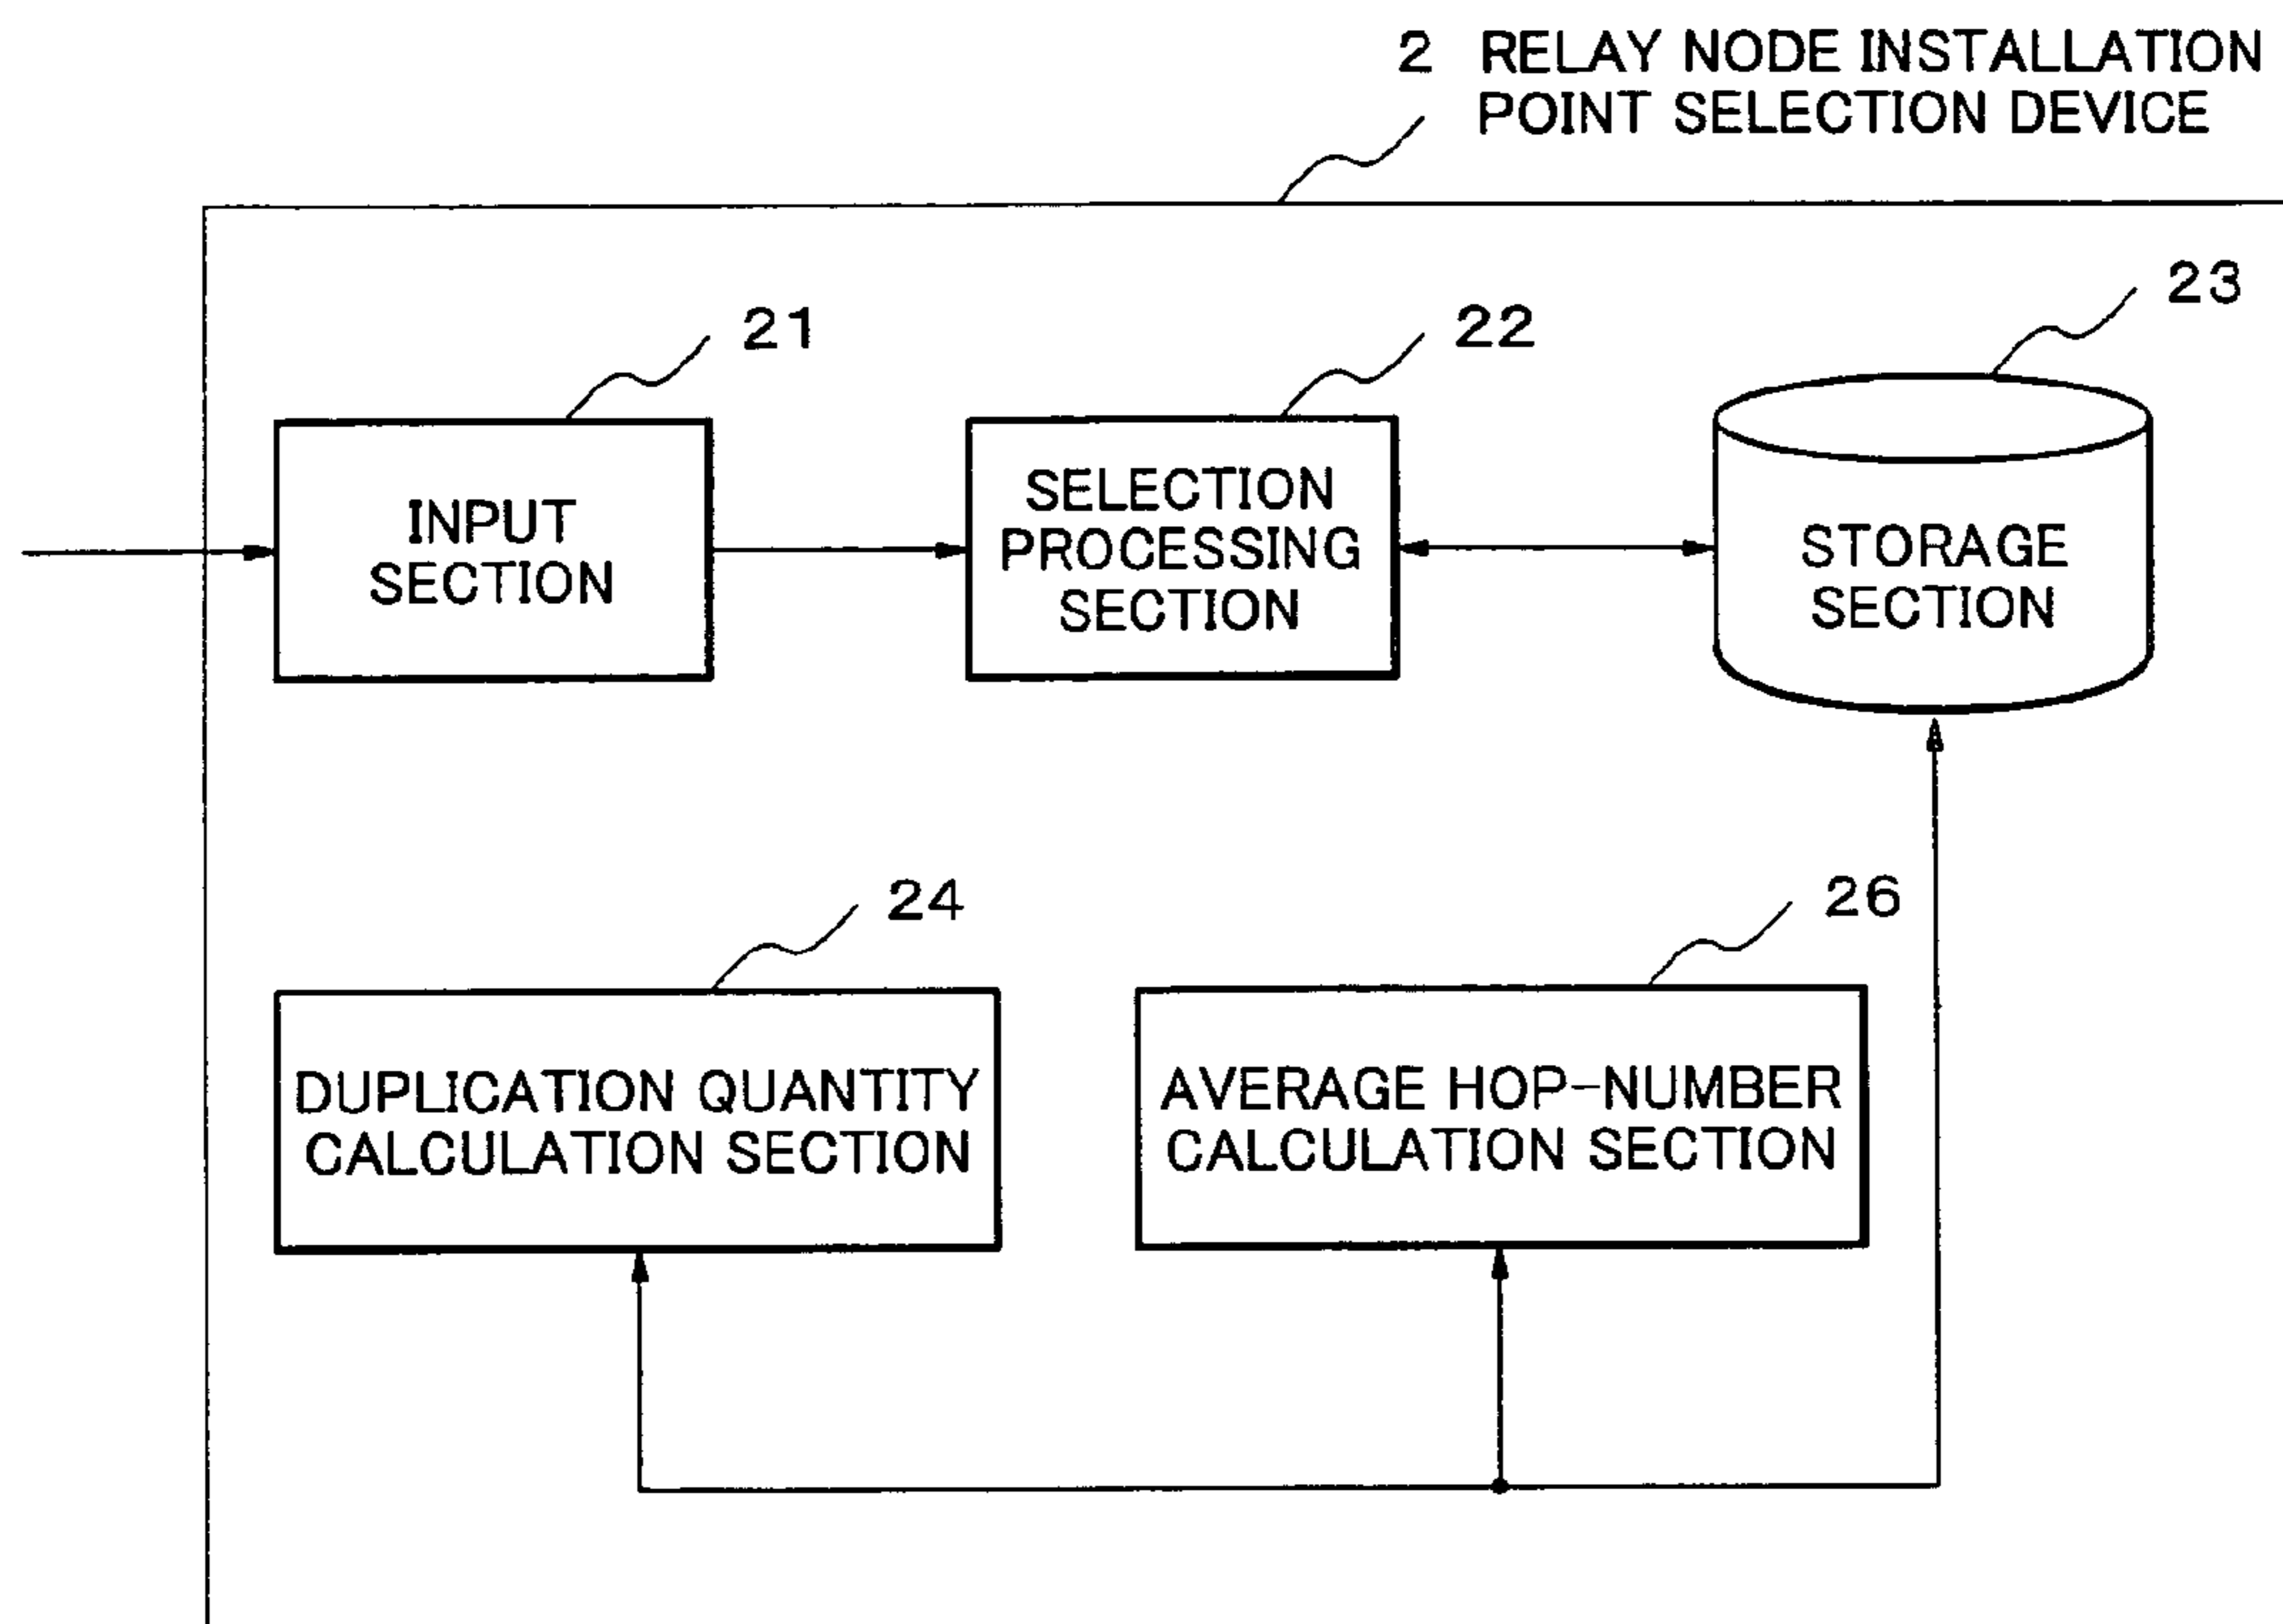 2 RELAY NODE INSTALLATION
POINT SELECTION DEVICE
21
22
23
INPUT
SECTION
SELECTION
PROCESSING
SECTION
STORAGE
SECTION
24
26
DUPLICATION QUANTITY
CALCULATION SECTION
AVERAGE HOP-NUMBER
CALCULATION SECTION